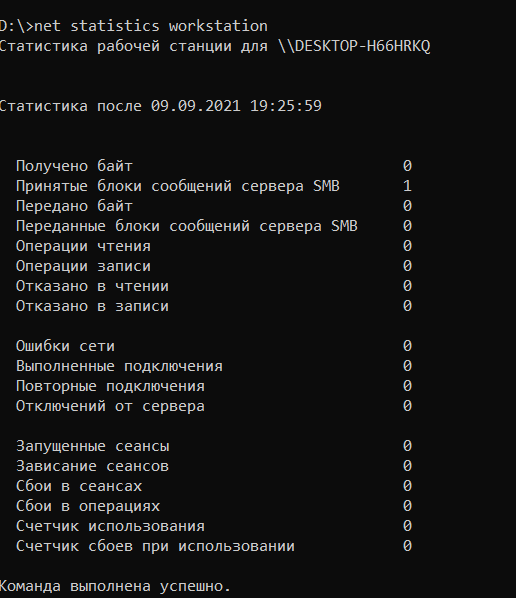 D:\>net statistics workstation
Статистика рабочей станции для \\DESKTOP-H66HRKQ
Статистика после 09.09.2021 19:25:59
Получено байт 0
Принятые блоки сообщений сервера SMB 1
Передано байт 0
Переданные блоки сообщений сервера SMB 0
Операции чтения 0
Операции записи 0
Отказано в чтении 0
Отказано в записи 0
Ошибки сети 0
Выполненные подключения 0
Повторные подключения 0
Отключений от сервера 0
Запущенные сеансы 0
Зависание сеансов 0
Сбои в сеансах 0
Сбои в операциях 0
Счетчик использования 0
Счетчик сбоев при использовании 0
Команда выполнена успешно.